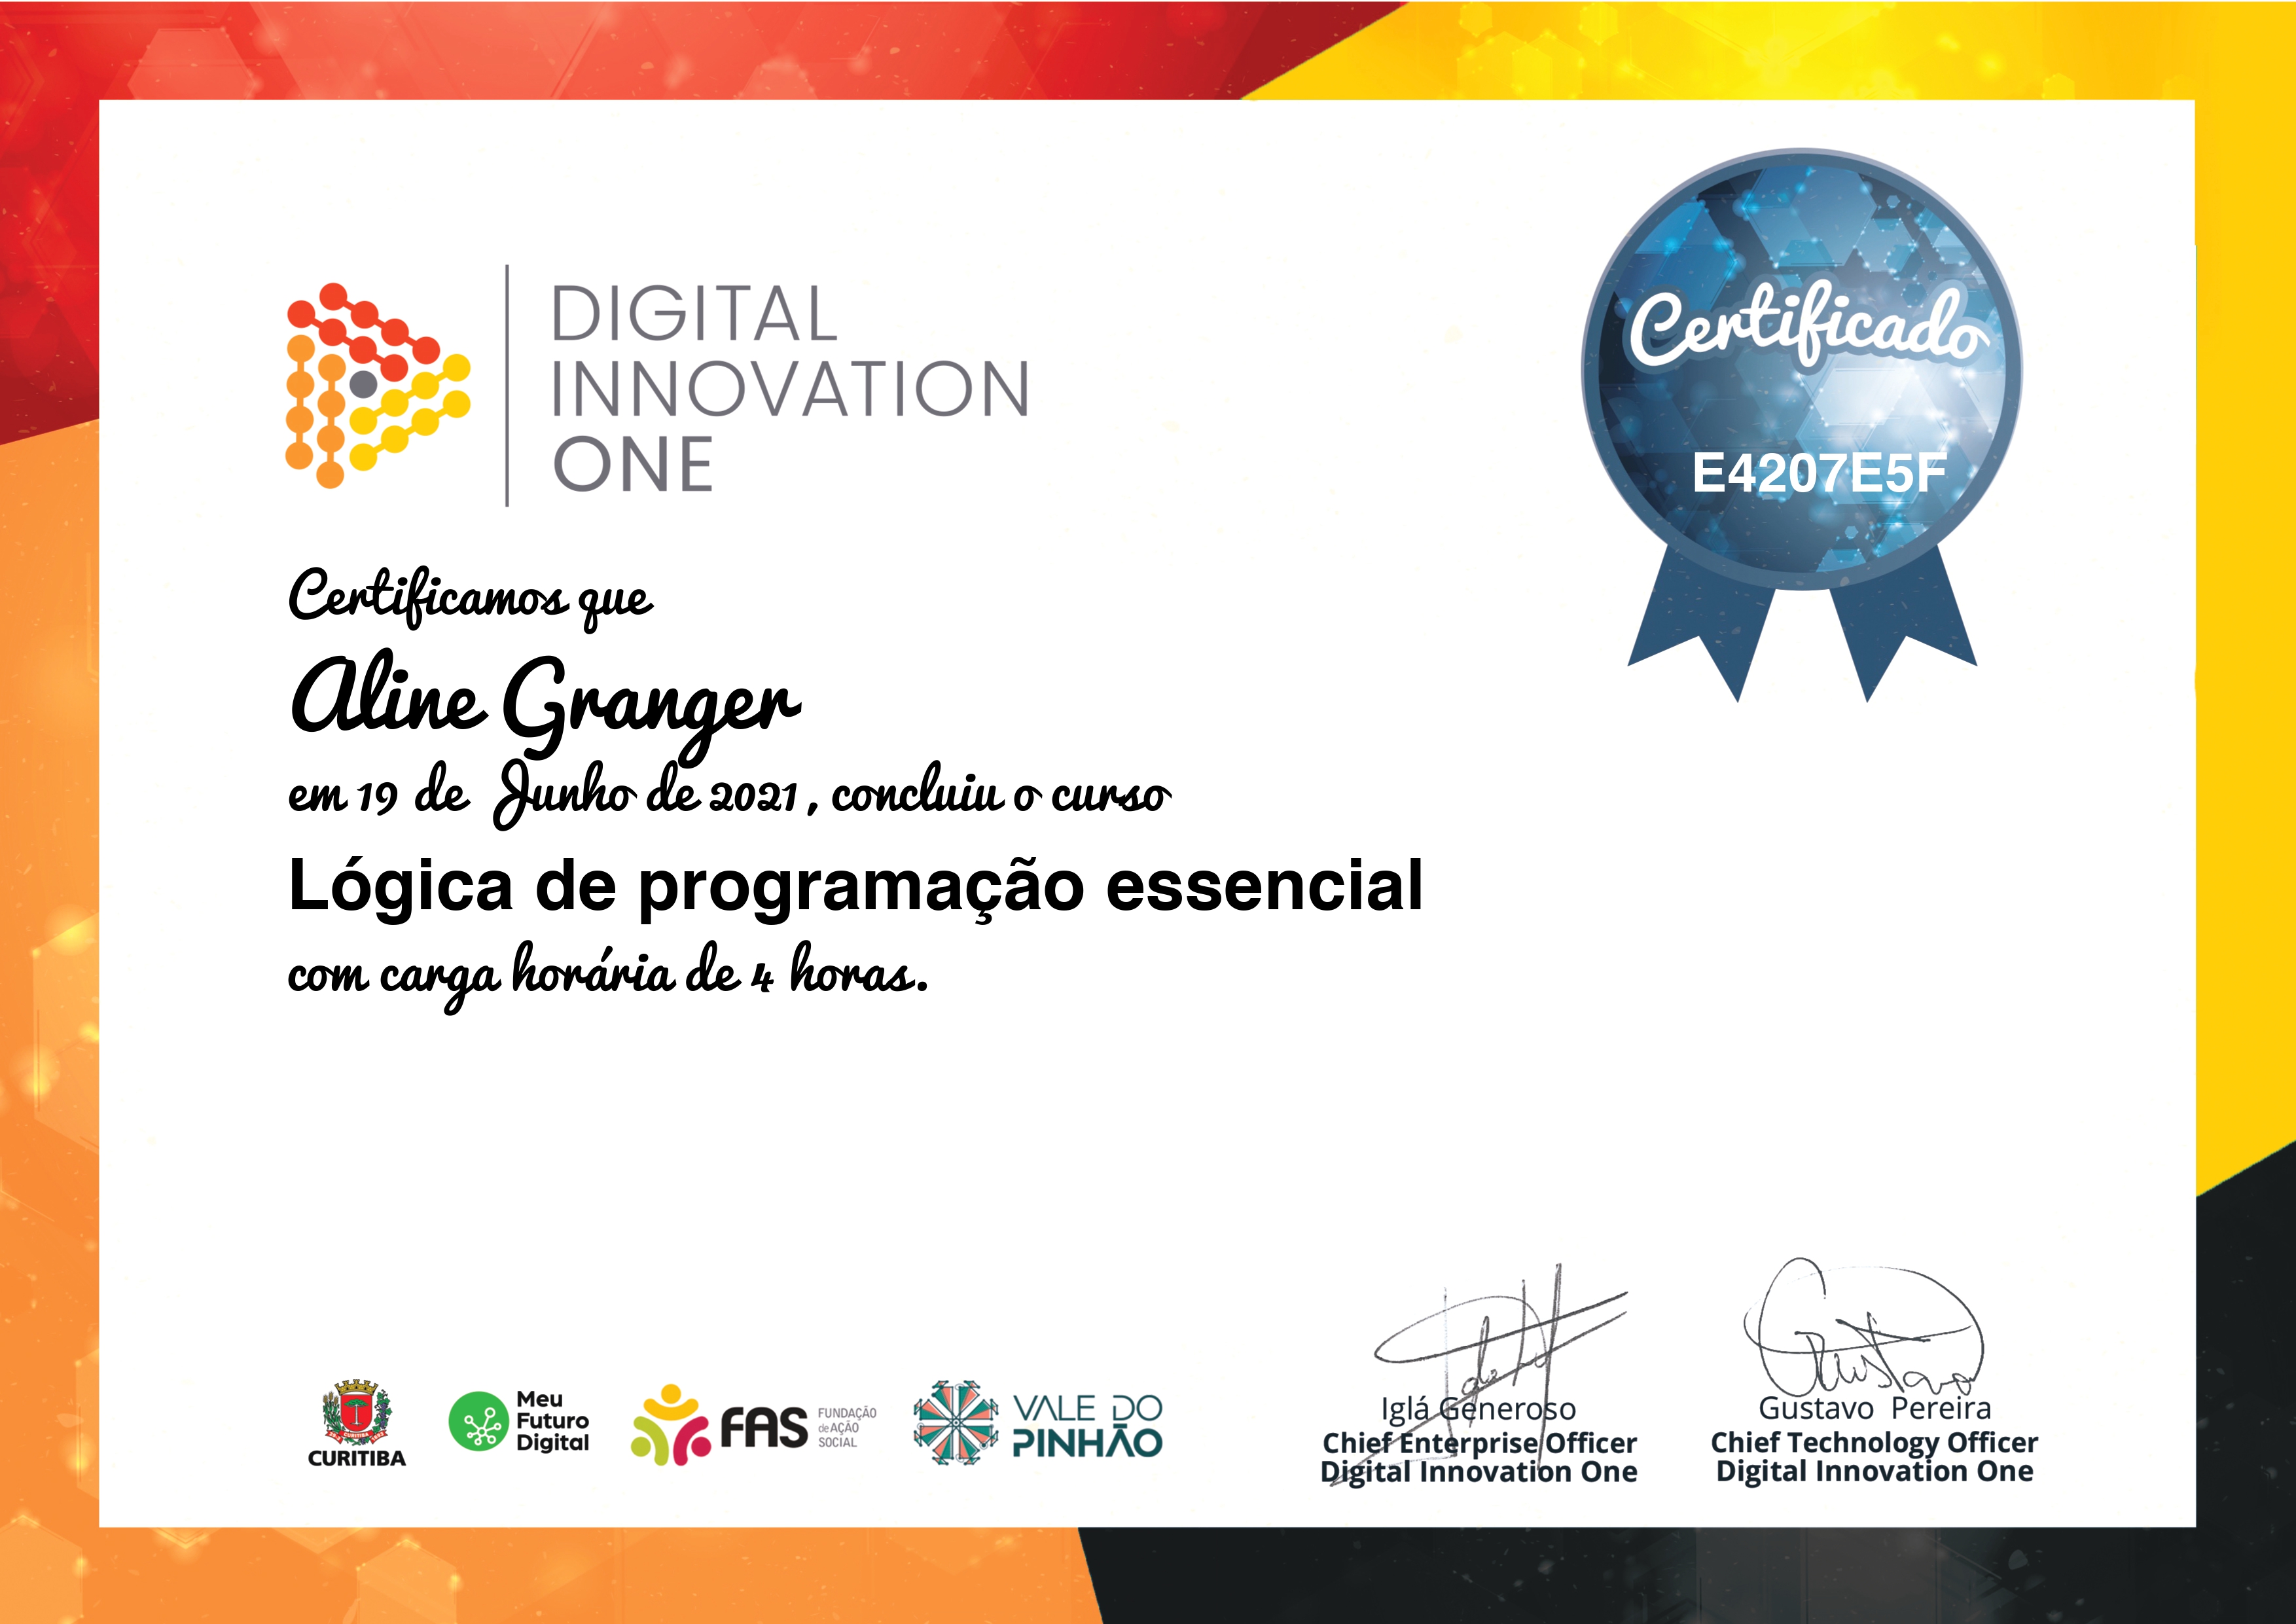 DIGITAL
INNOVATION
ONE
Certificado
E4207E5F
Certificamos que
Aline Granger
em 19 de Junho de 2021, concluiu o curso
Lógica de programação essencial
com carga horária de 4 horas.
CURITIBA
Meu
Futuro
Digital
FAS
FUNDAÇÃO
de AÇÃO
SOCIAL
VALE DO
PINHÃO
Iglá Generoso
Chief Enterprise Officer
Digital Innovation One
Gustavo
Gustavo Pereira
Chief Technology Officer
Digital Innovation One